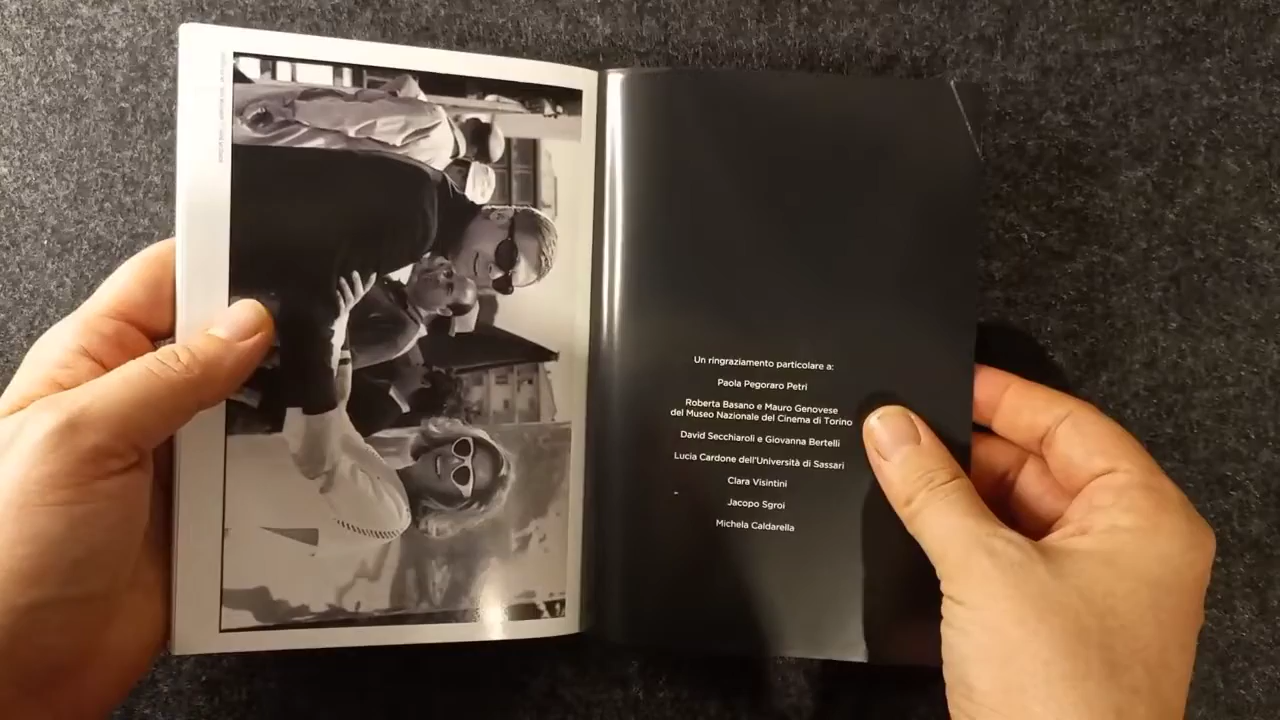 Un ringraziamento particolare a:
Paola Pegoraro Petri
Roberta Basano e Mauro Genovese
del Museo Nazionale del Cinema di Torino
David Secchiaroli e Giovanna Bertelli
Lucia Cardone dell'Università di Sassari
Clara Visintini
Jacopo Sgroi
Michela Caldarella